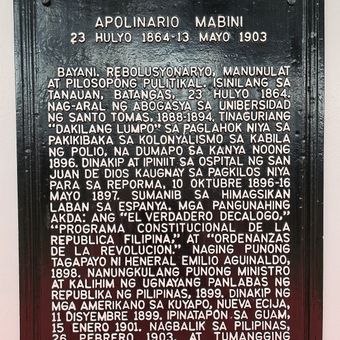 APOLINARIO MABINI
23 HULYO 1864-13 MAYO 1903
BAYANI. REBOLUSYONARYO, MANUNULAT
AT PILOSOPONG PULITIKAL. ISINILANG SA
TANAUAN, BATANGAS, 23 HULYO 1864.
NAG-ARAL NG ABOGASYA SA UNIBERSIDAD
NG SANTO TOMAS, 1888-1894. TINAGURIANG
"DAKILANG LUMPO" SA PAGLAHOK NIYA SA
PAKIKIBAKA SA KOLONYALISMO SA KABILA
NG POLIO, NA DUMAPO SA KANYA NOONG
1896. DINAKIP AT IPINIIT SA OSPITAL NG SAN
JUAN DE DIOS KAUGNAY SA PAGKILOS NIYA
PARA SA REPORMA, 10 OKTUBRE 1896-16
MAYO 1897. SUMANIB SA HIMAGSIKAN
LABAN SA ESPANYA. MGA PANGUNAHING
AKDA: ANG "EL VERDADERO DECALOGO,"
"PROGRAMA CONSTITUCIONAL DE LA
REPUBLICA FILIPINA," AT "ORDENANZAS
DE LA REVOLUCION." NAGING PUNONG
TAGAPAYO NI HENERAL EMILIO AGUINALDO,
1898. NANUNGKULANG PUNONG MINISTRO
AT KALIHIM NG UGNAYANG PANLABAS NG
REPUBLIKA NG PILIPINAS, 1899. DINAKIP NG
MGA AMERIKANO SA KUYAPO, NUEVA ECIJA,
11 DISYEMBRE 1899. IPINATAPON SA GUAM,
15 ENERO 1901. NAGBALIK SA PILIPINAS,
26 PEBRERO 1903, AT TUMANGGING